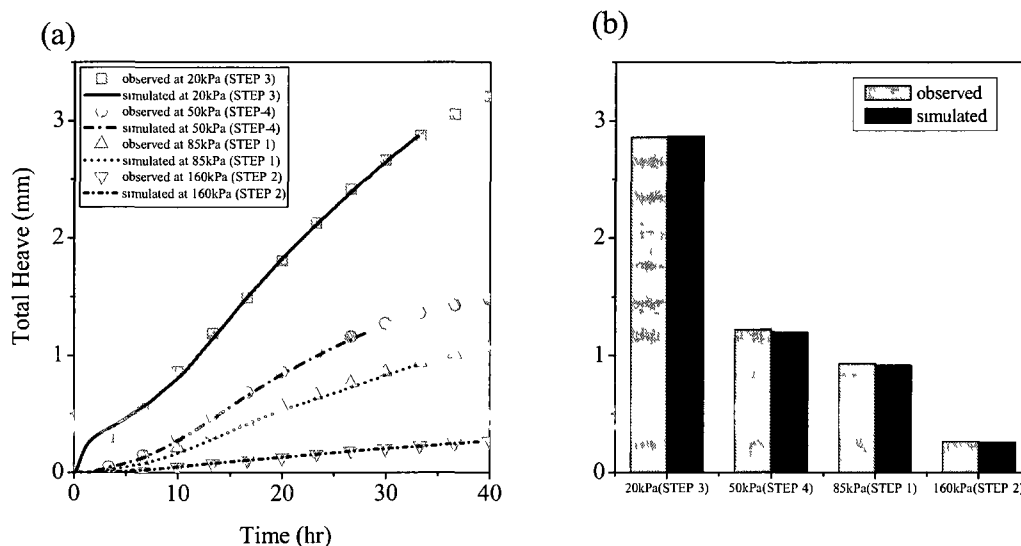 (a)
observed at 20kPa (STEP 3)
simulated at 20kPa (STEP 3)
observed at 50kPa (STEP-4)
simulated at 50kPa (STEP-4)
observed at 85kPa (STEP 1)
simulated at 85kPa (STEP 1)
observed at 160kPa (STEP 2)
simulated at 160kPa (STEP 2)
Total Heave (mm)
3
2
1
0
0
10
20
30
40
Time (hr)
(b)
observed
simulated
3
2
1
0
20kPa(STEP 3)
50kPa(STEP 4)
85kPa(STEP 1)
160kPa(STEP 2)